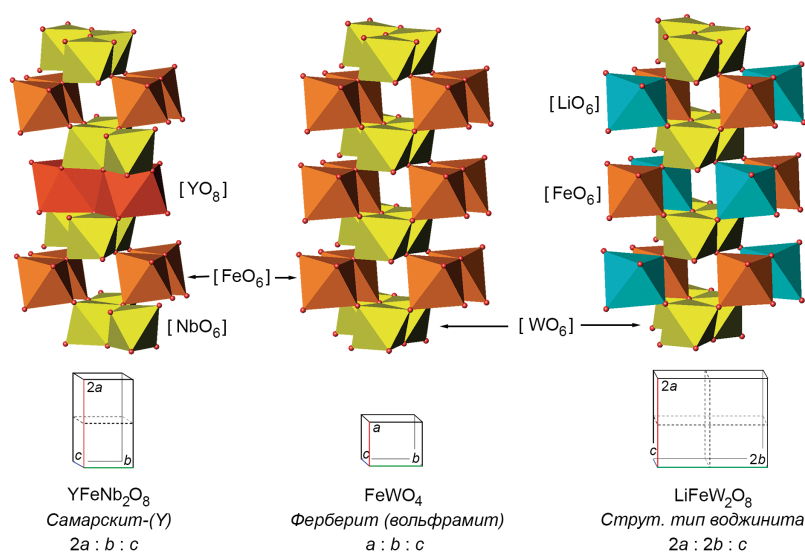 [LiO6]
[YO8]
[FeO6]
[FeO6]
[NbO6]
[WO6]
2a
c
b
a
c
b
2a
c
2b
YFeNb2O8
FeWO4
LiFeW2O8
Самарскит-(Y)
Ферберит (вольфрамит)
Струт. тип воджинита
2a : b : c
a : b : c
2a : 2b : c